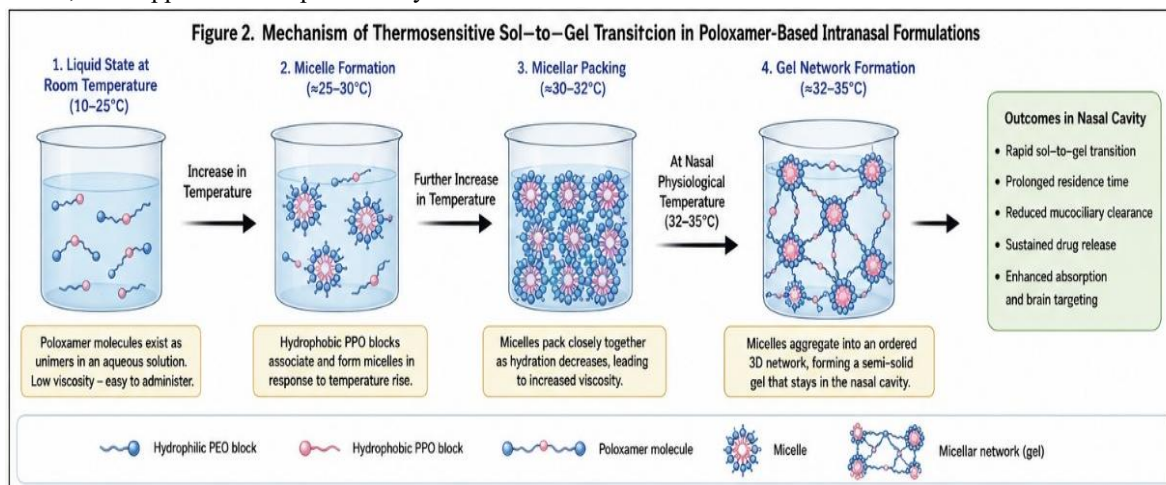 Figure 2. Mechanism of Thermosensitive Sol–to–Gel Transitcion in Poloxamer-Based Intranasal Formulations
1. Liquid State at
Room Temperature
(10–25°C)
Increase in
Temperature
2. Micelle Formation
(≈25–30°C)
Further Increase
in Temperature
3. Micellar Packing
(≈30–32°C)
At Nasal
Physiological
Temperature
(32–35°C)
4. Gel Network Formation
(≈32–35°C)
Outcomes in Nasal Cavity
• Rapid sol-to-gel transition
• Prolonged residence time
• Reduced mucociliary clearance
• Sustained drug release
• Enhanced absorption
and brain targeting
Poloxamer molecules exist as
unimers in an aqueous solution.
Low viscosity – easy to administer.
Hydrophobic PPO blocks
associate and form micelles in
response to temperature rise.
Micelles pack closely together
as hydration decreases, leading
to increased viscosity.
Micelles aggregate into an ordered
3D network, forming a semi-solid
gel that stays in the nasal cavity.
Hydrophilic PEO block
Hydrophobic PPO block
Poloxamer molecule
Micelle
Micellar network (gel)